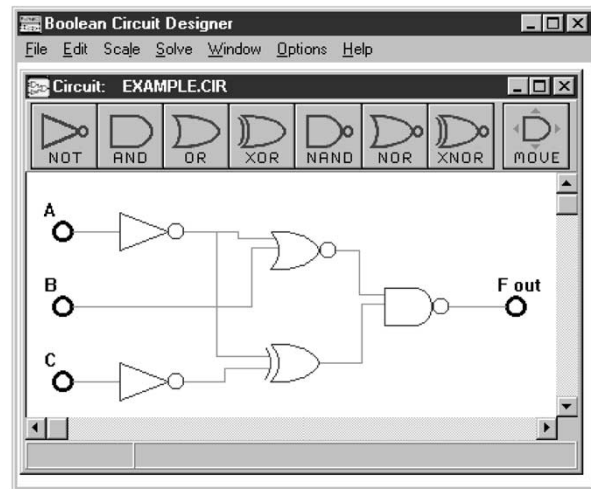 Boolean Circuit Designer
File Edit Scale Solve Window Options Help
Circuit: EXAMPLE.CIR
NOT AND OR XOR NAND NOR XNOR MOVE
A
B
F out
C